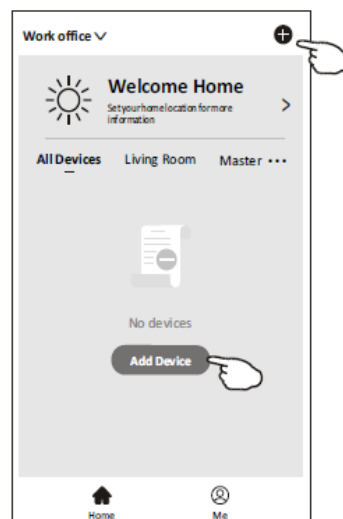 Work office
Welcome Home
Set your home location for more
information
All Devices Living Room Master ...
No devices
Add Device
Home Me